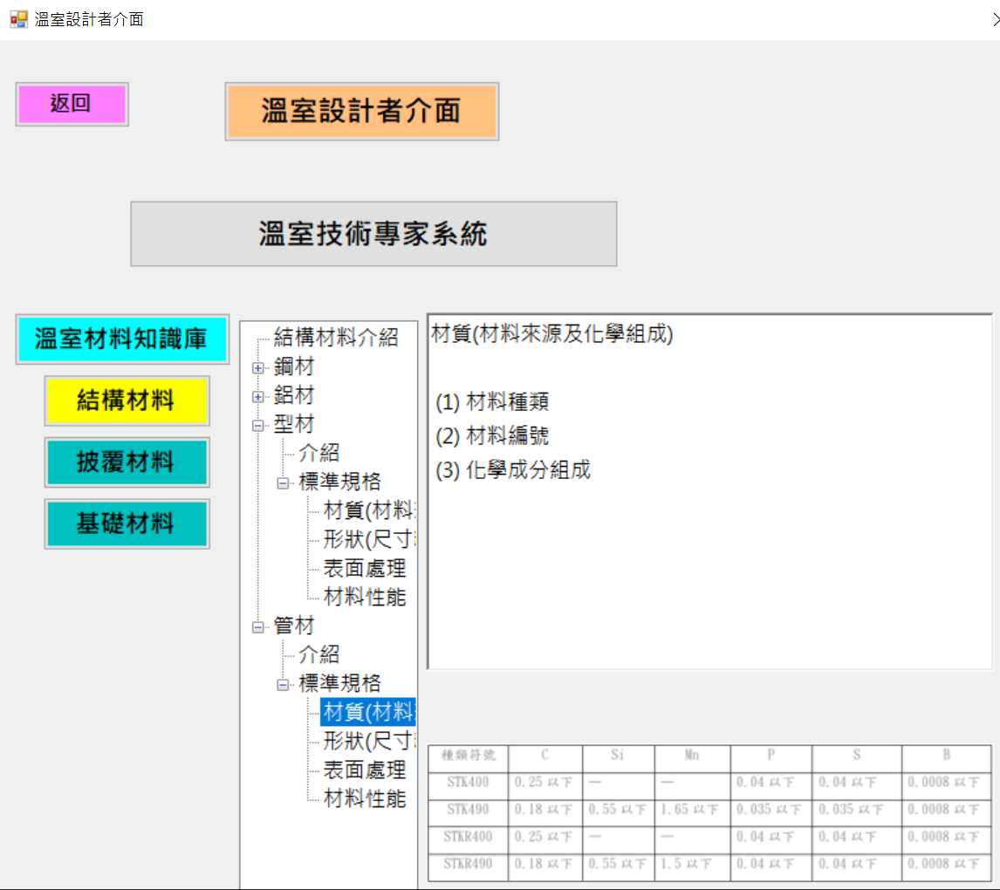 溫室設計者介面
返回
溫室設計者介面
溫室技術專家系統
溫室材料知識庫
結構材料
披覆材料
基礎材料
結構材料介紹
鋼材
鋁材
型材
介紹
標準規格
材質(材料
形狀(尺寸
表面處理
材料性能
管材
介紹
標準規格
材質(材料
形狀(尺寸
表面處理
材料性能
材質(材料來源及化學組成)
(1) 材料種類
(2) 材料編號
(3) 化學成分組成
種類符號 C Si Mn P S B
STK400 0.25 以下 — — 0.04 以下 0.04 以下 0.0008 以下
STK490 0.18 以下 0.55 以下 1.65 以下 0.035 以下 0.035 以下 0.0008 以下
STKR400 0.25 以下 — — 0.04 以下 0.04 以下 0.0008 以下
STKR490 0.18 以下 0.55 以下 1.5 以下 0.04 以下 0.04 以下 0.0008 以下